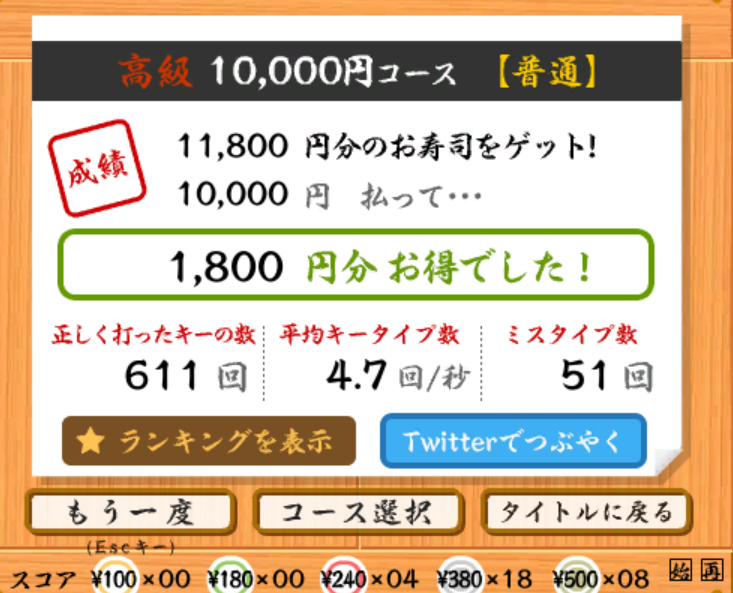 高級 10,000円コース 【普通】
成績
11,800 円分のお寿司をゲット!
10,000 円 払って…
1,800 円分 お得でした!
正しく打ったキーの数 平均キータイプ数 ミスタイプ数
611 回 4.7 回/秒 51 回
★ ランキングを表示 Twitterでつぶやく
もう一度 コース選択 タイトルに戻る
(Escキー)
スコア ¥100×00 ¥180×00 ¥240×04 ¥380×18 ¥500×08 始 再